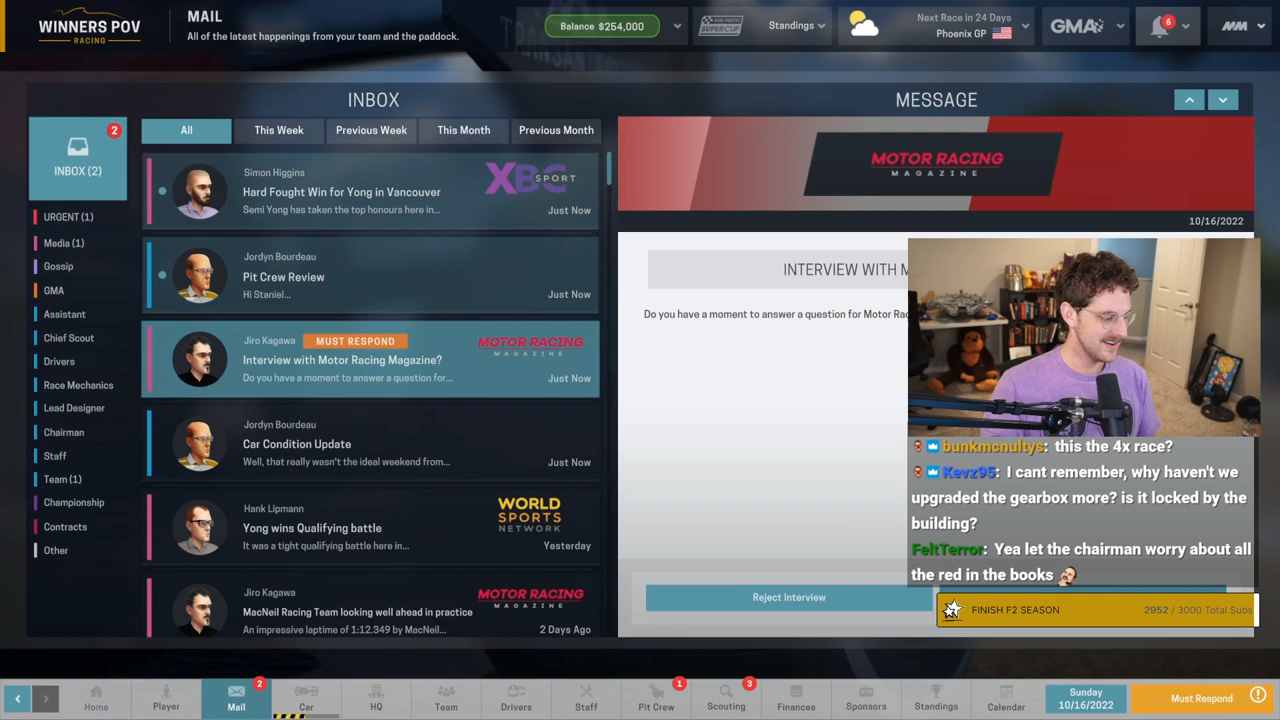 WINNERS POV
RACING
MAIL
All of the latest happenings from your team and the paddock.
Balance $254,000
Standings
Next Race in 24 Days
Phoenix GP
GMA
6
INBOX
MESSAGE
2
INBOX (2)
All
This Week
Previous Week
This Month
Previous Month
URGENT (1)
Media (1)
Gossip
GMA
Assistant
Chief Scout
Drivers
Race Mechanics
Lead Designer
Chairman
Staff
Team (1)
Championship
Contracts
Other
Simon Higgins
Hard Fought Win for Yong in Vancouver
Semi Yong has taken the top honours here in...
XBC SPORT
Just Now
Jordyn Bourdeau
Pit Crew Review
Hi Staniel...
Just Now
Jiro Kagawa
MUST RESPOND
Interview with Motor Racing Magazine?
Do you have a moment to answer a question for...
MOTOR RACING
MAGAZINE
Just Now
Jordyn Bourdeau
Car Condition Update
Well, that really wasn't the ideal weekend from...
Just Now
Hank Lipmann
Yong wins Qualifying battle
It was a tight qualifying battle here in...
WORLD
SPORTS
NETWORK
Yesterday
Jiro Kagawa
MacNeil Racing Team looking well ahead in practice
An impressive laptime of 1:12.349 by MacNeil...
MOTOR RACING
MAGAZINE
2 Days Ago
MOTOR RACING
MAGAZINE
10/16/2022
INTERVIEW WITH M
Do you have a moment to answer a question for Motor Rac
Reject Interview
bunkmcnultys: this the 4x race?
Kevz95: I cant remember, why haven't we
upgraded the gearbox more? is it locked by the
building?
FeltTerror: Yea let the chairman worry about all
the red in the books
FINISH F2 SEASON
2952 / 3000 Total Subs
Home
Player
Mail
2
Car
HQ
Team
Drivers
Staff
Pit Crew
1
Scouting
3
Finances
Sponsors
Standings
Calendar
Sunday
10/16/2022
Must Respond